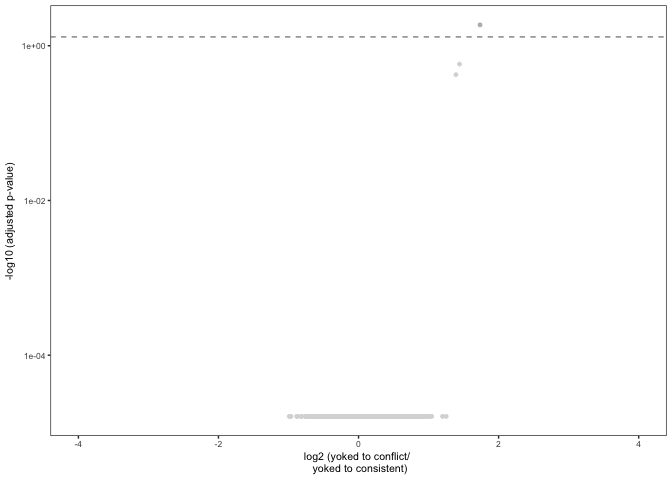 -log10 (adjusted p-value)
1e+00
1e-02
1e-04
-4
-2
0
2
4
log2 (yoked to conflict/
yoked to consistent)